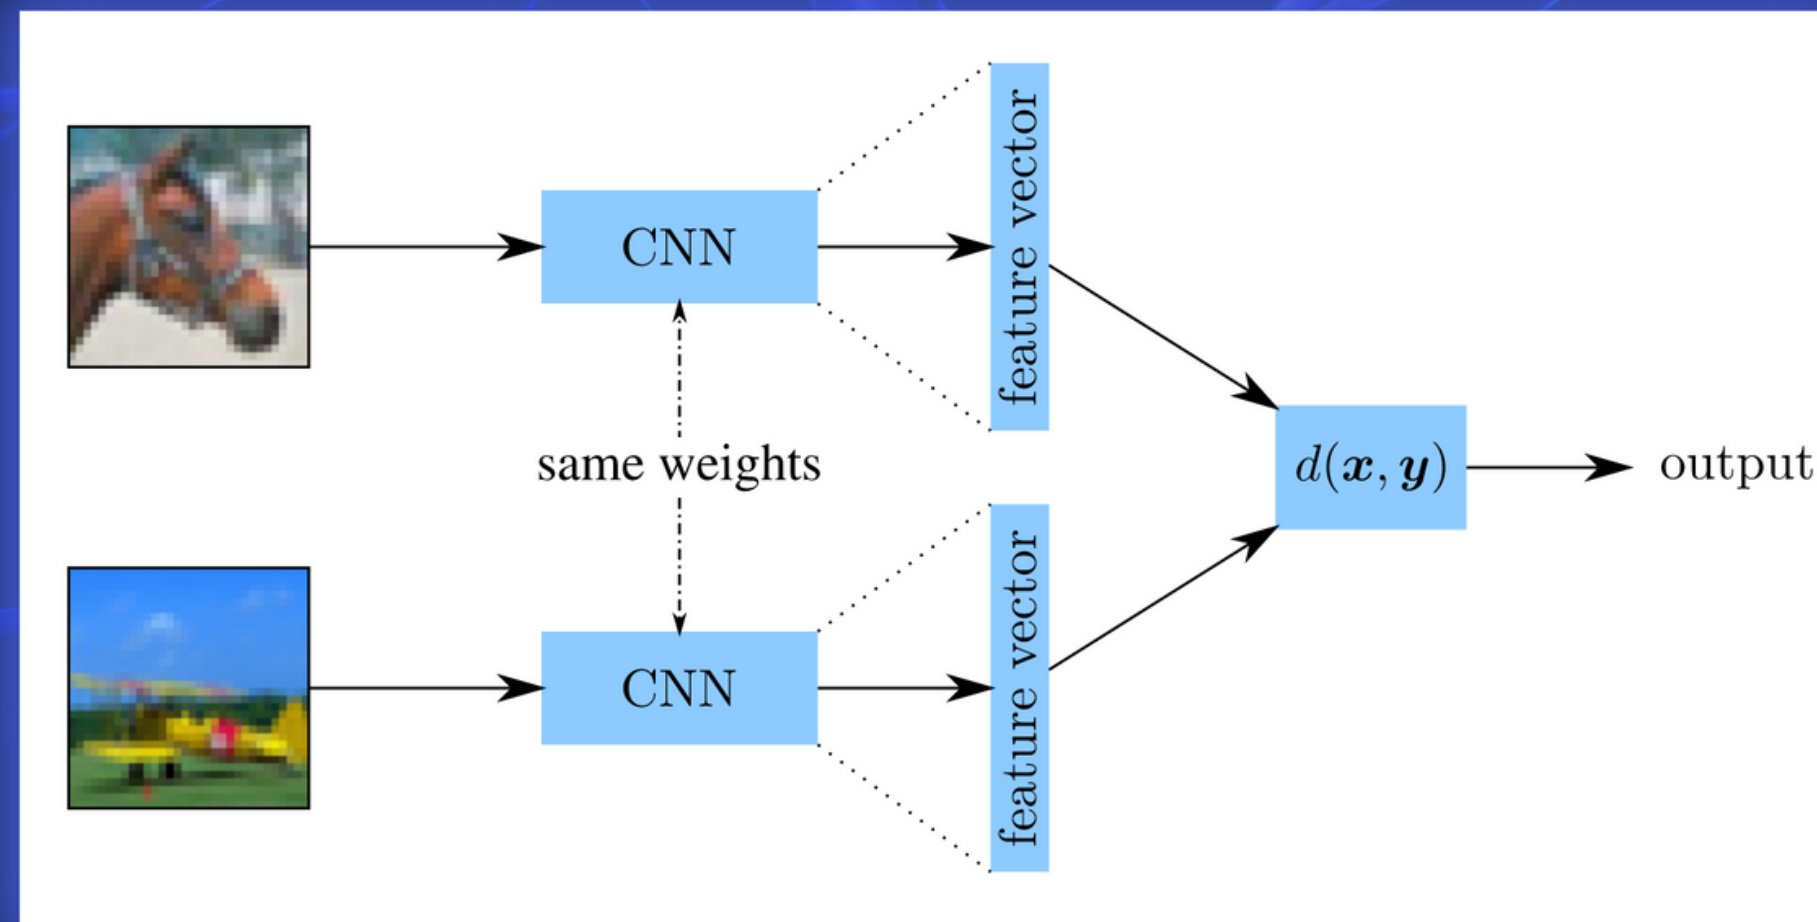 CNN
feature vector
same weights
d(x, y)
output
CNN
feature vector